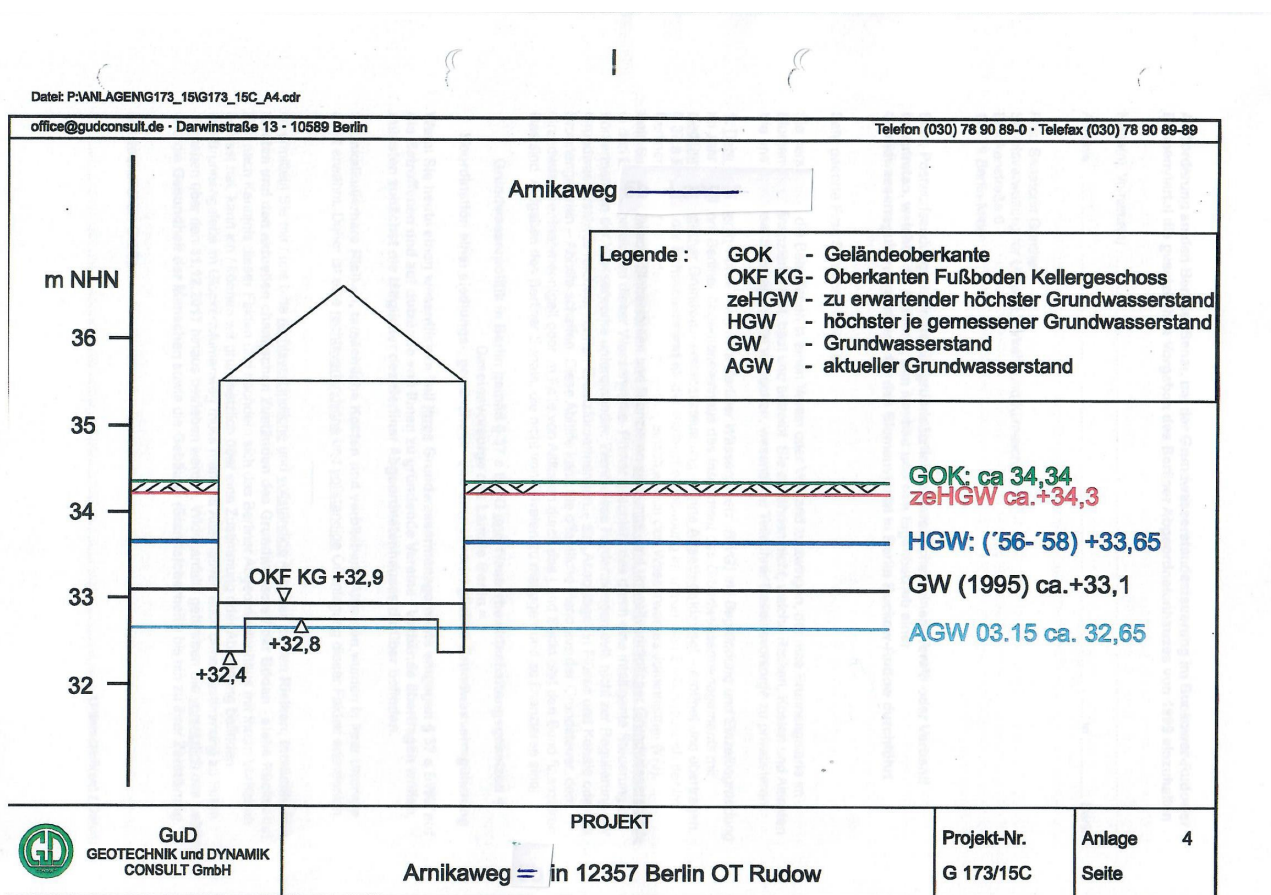 Datei: P:\ANLAGEN\G173_15\G173_15C_A4.cdr
office@gudconsult.de · Darwinstraße 13 · 10589 Berlin
Telefon (030) 78 90 89-0 · Telefax (030) 78 90 89-89
Arnikaweg
Legende :
GOK - Geländeoberkante
OKF KG - Oberkanten Fußboden Kellergeschoss
zeHGW - zu erwartender höchster Grundwasserstand
HGW - höchster je gemessener Grundwasserstand
GW - Grundwasserstand
AGW - aktueller Grundwasserstand
m NHN
36
35
34
33
32
GOK: ca 34,34
zeHGW ca.+34,3
HGW: (´56-´58) +33,65
GW (1995) ca.+33,1
AGW 03.15 ca. 32,65
OKF KG +32,9
+32,8
+32,4
GuD
GEOTECHNIK und DYNAMIK
CONSULT GmbH
PROJEKT
Arnikaweg in 12357 Berlin OT Rudow
Projekt-Nr.
G 173/15C
Anlage 4
Seite